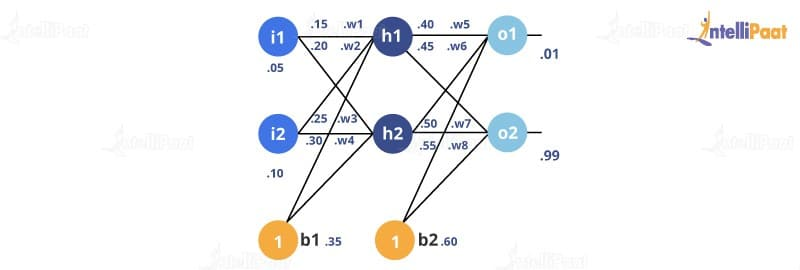 i1 .15 .w1 h1 .40 .w5 o1
.20 .w2 .45 .w6
.05 .01
i2 .25 .w3 h2 .50 .w7 o2
.30 .w4 .55 .w8
.10 .99
1 b1 .35 1 b2 .60
intelliPaat